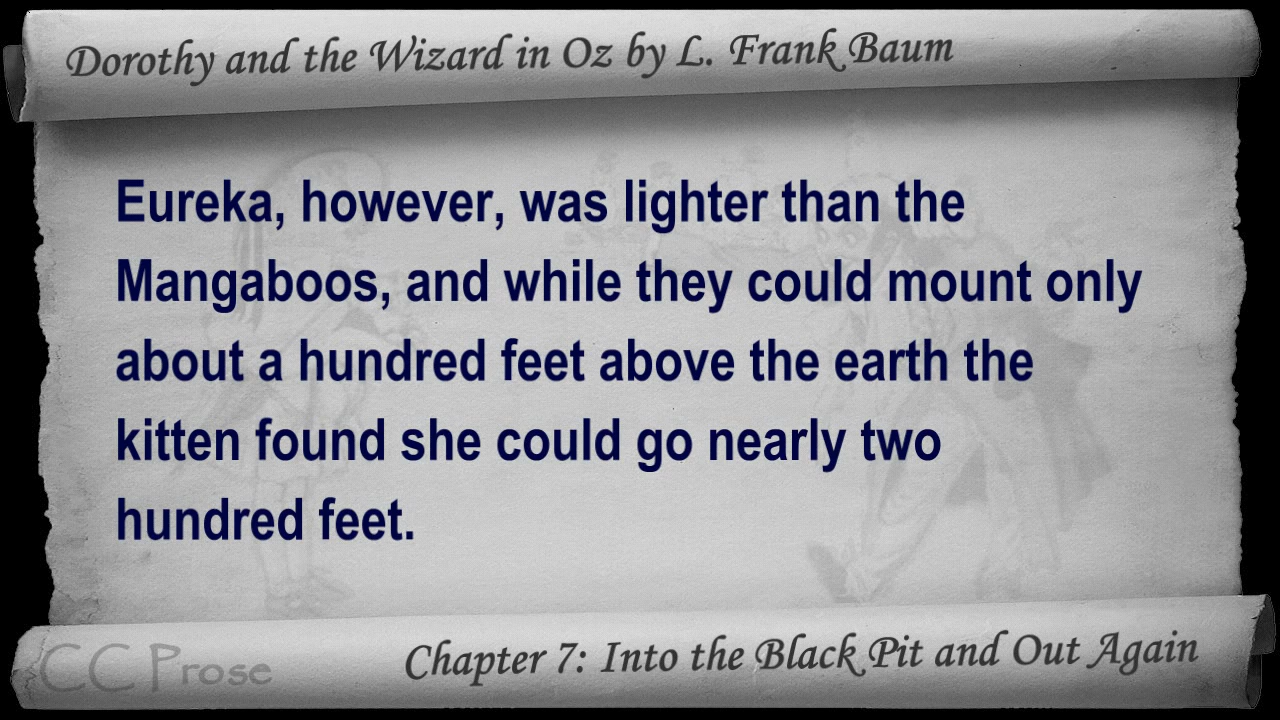 Dorothy and the Wizard in Oz by L. Frank Baum
Eureka, however, was lighter than the
Mangaboos, and while they could mount only
about a hundred feet above the earth the
kitten found she could go nearly two
hundred feet.
CC Prose
Chapter 7: Into the Black Pit and Out Again